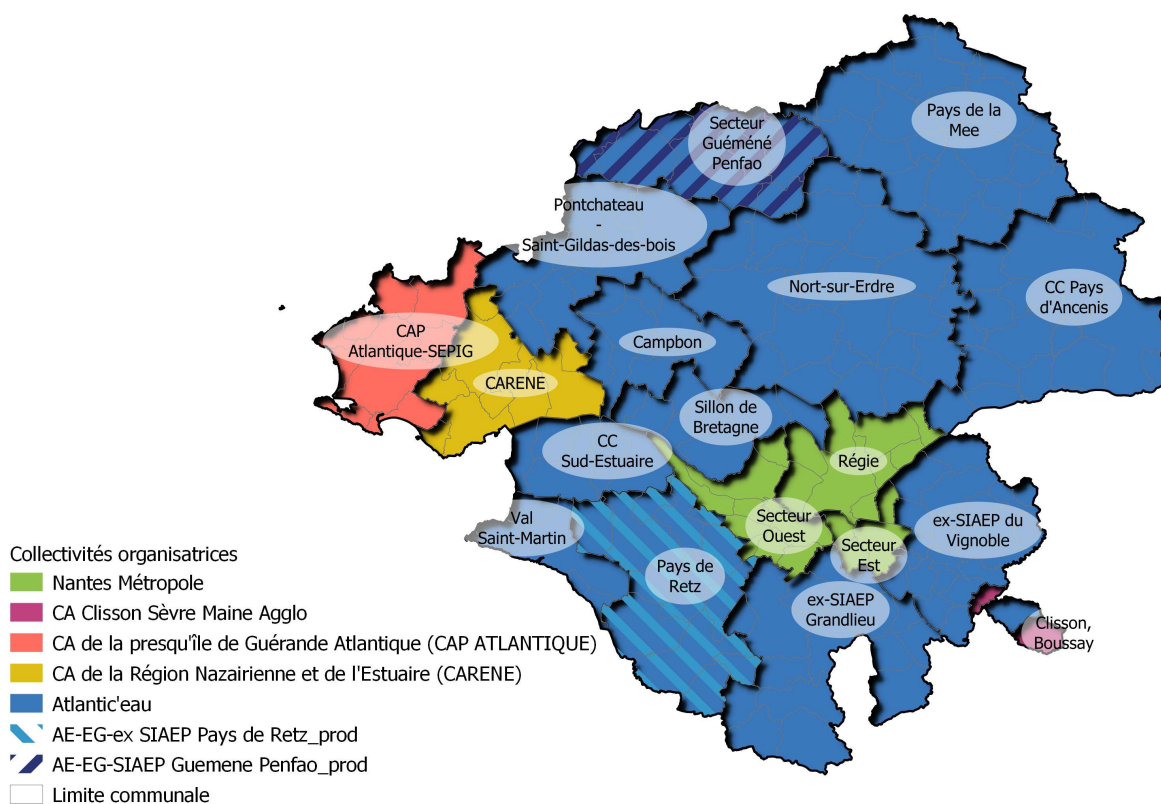 Secteur
Guéméné
Penfao
Pays de la
Mee
Pontchateau
-
Saint-Gildas-des-bois
Nort-sur-Erdre
CC Pays
d'Ancenis
CAP
Atlantique-SEPIG
Campbon
CARENE
Sillon de
Bretagne
CC
Sud-Estuaire
Régie
Val
Saint-Martin
Secteur
Ouest
Secteur
Est
ex-SIAEP du
Vignoble
Pays de
Retz
ex-SIAEP
Grandlieu
Clisson,
Boussay
Collectivités organisatrices
Nantes Métropole
CA Clisson Sèvre Maine Agglo
CA de la presqu'île de Guérande Atlantique (CAP ATLANTIQUE)
CA de la Région Nazairienne et de l'Estuaire (CARENE)
Atlantic'eau
AE-EG-ex SIAEP Pays de Retz_prod
AE-EG-SIAEP Guemene Penfao_prod
Limite communale